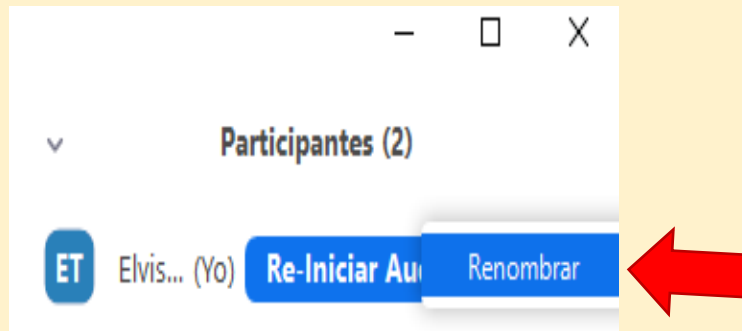 Participantes (2)
ET Elvis... (Yo) Re-Iniciar Au Renombrar